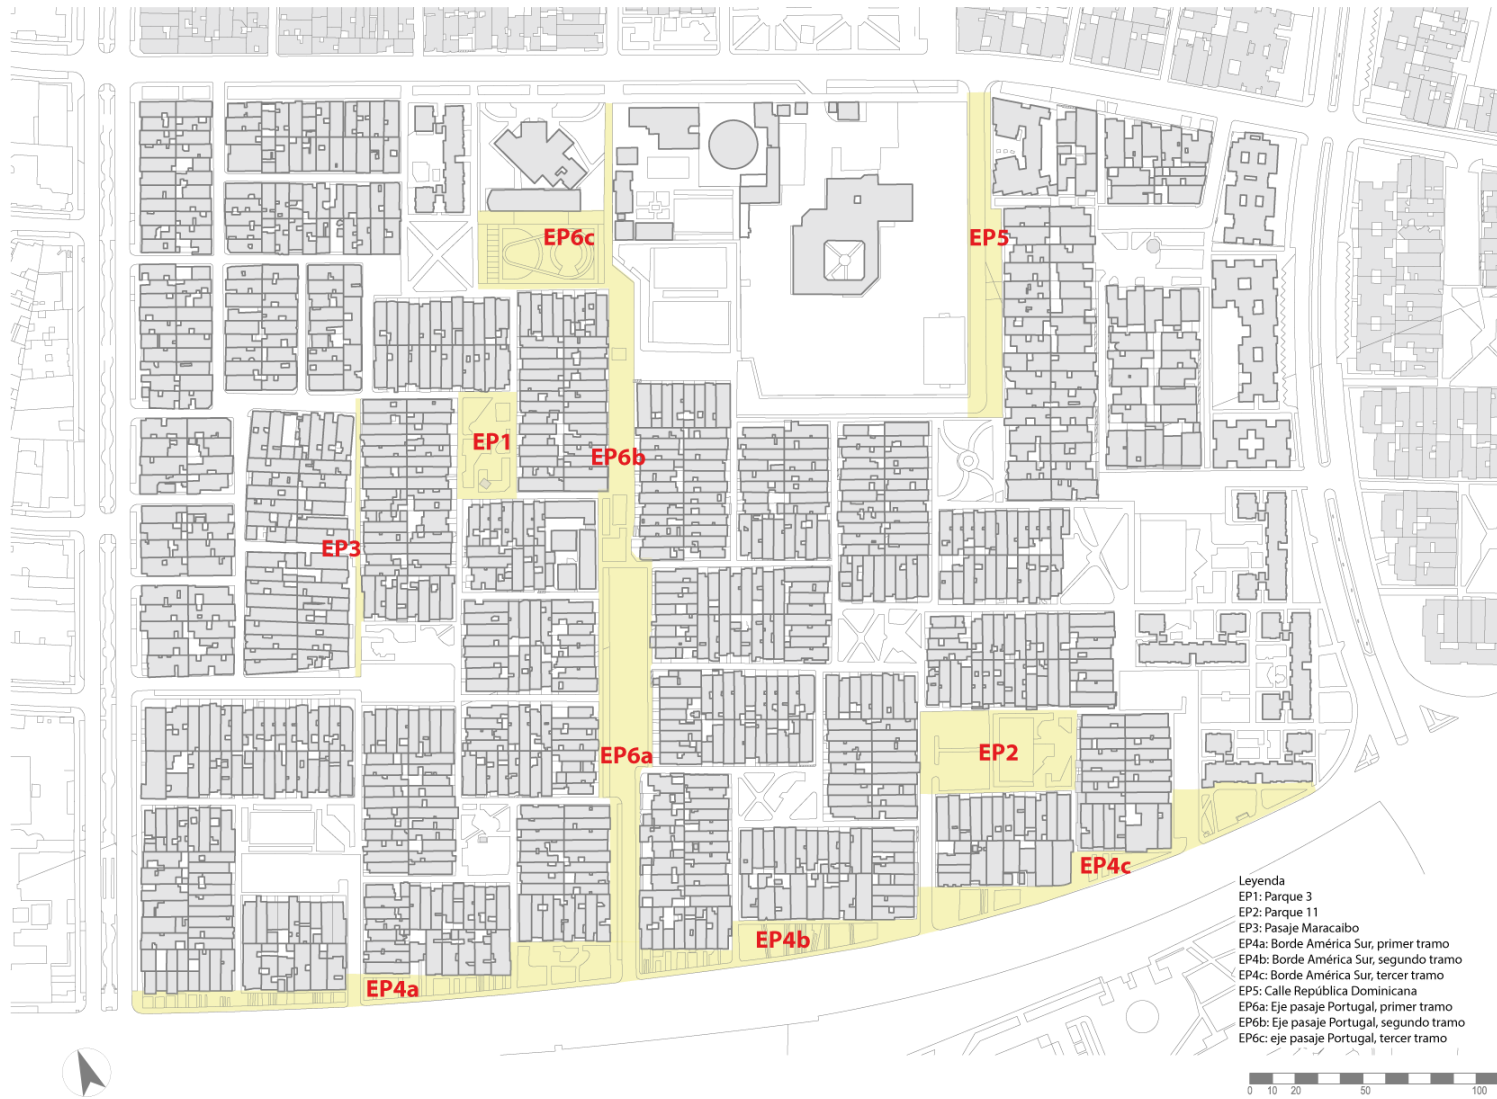 EP6c
EP5
EP1
EP6b
EP3
EP6a
EP2
EP4c
EP4b
EP4a
Leyenda
EP1: Parque 3
EP2: Parque 11
EP3: Pasaje Maracaibo
EP4a: Borde América Sur, primer tramo
EP4b: Borde América Sur, segundo tramo
EP4c: Borde América Sur, tercer tramo
EP5: Calle República Dominicana
EP6a: Eje pasaje Portugal, primer tramo
EP6b: Eje pasaje Portugal, segundo tramo
EP6c: eje pasaje Portugal, tercer tramo
0 10 20 50 100